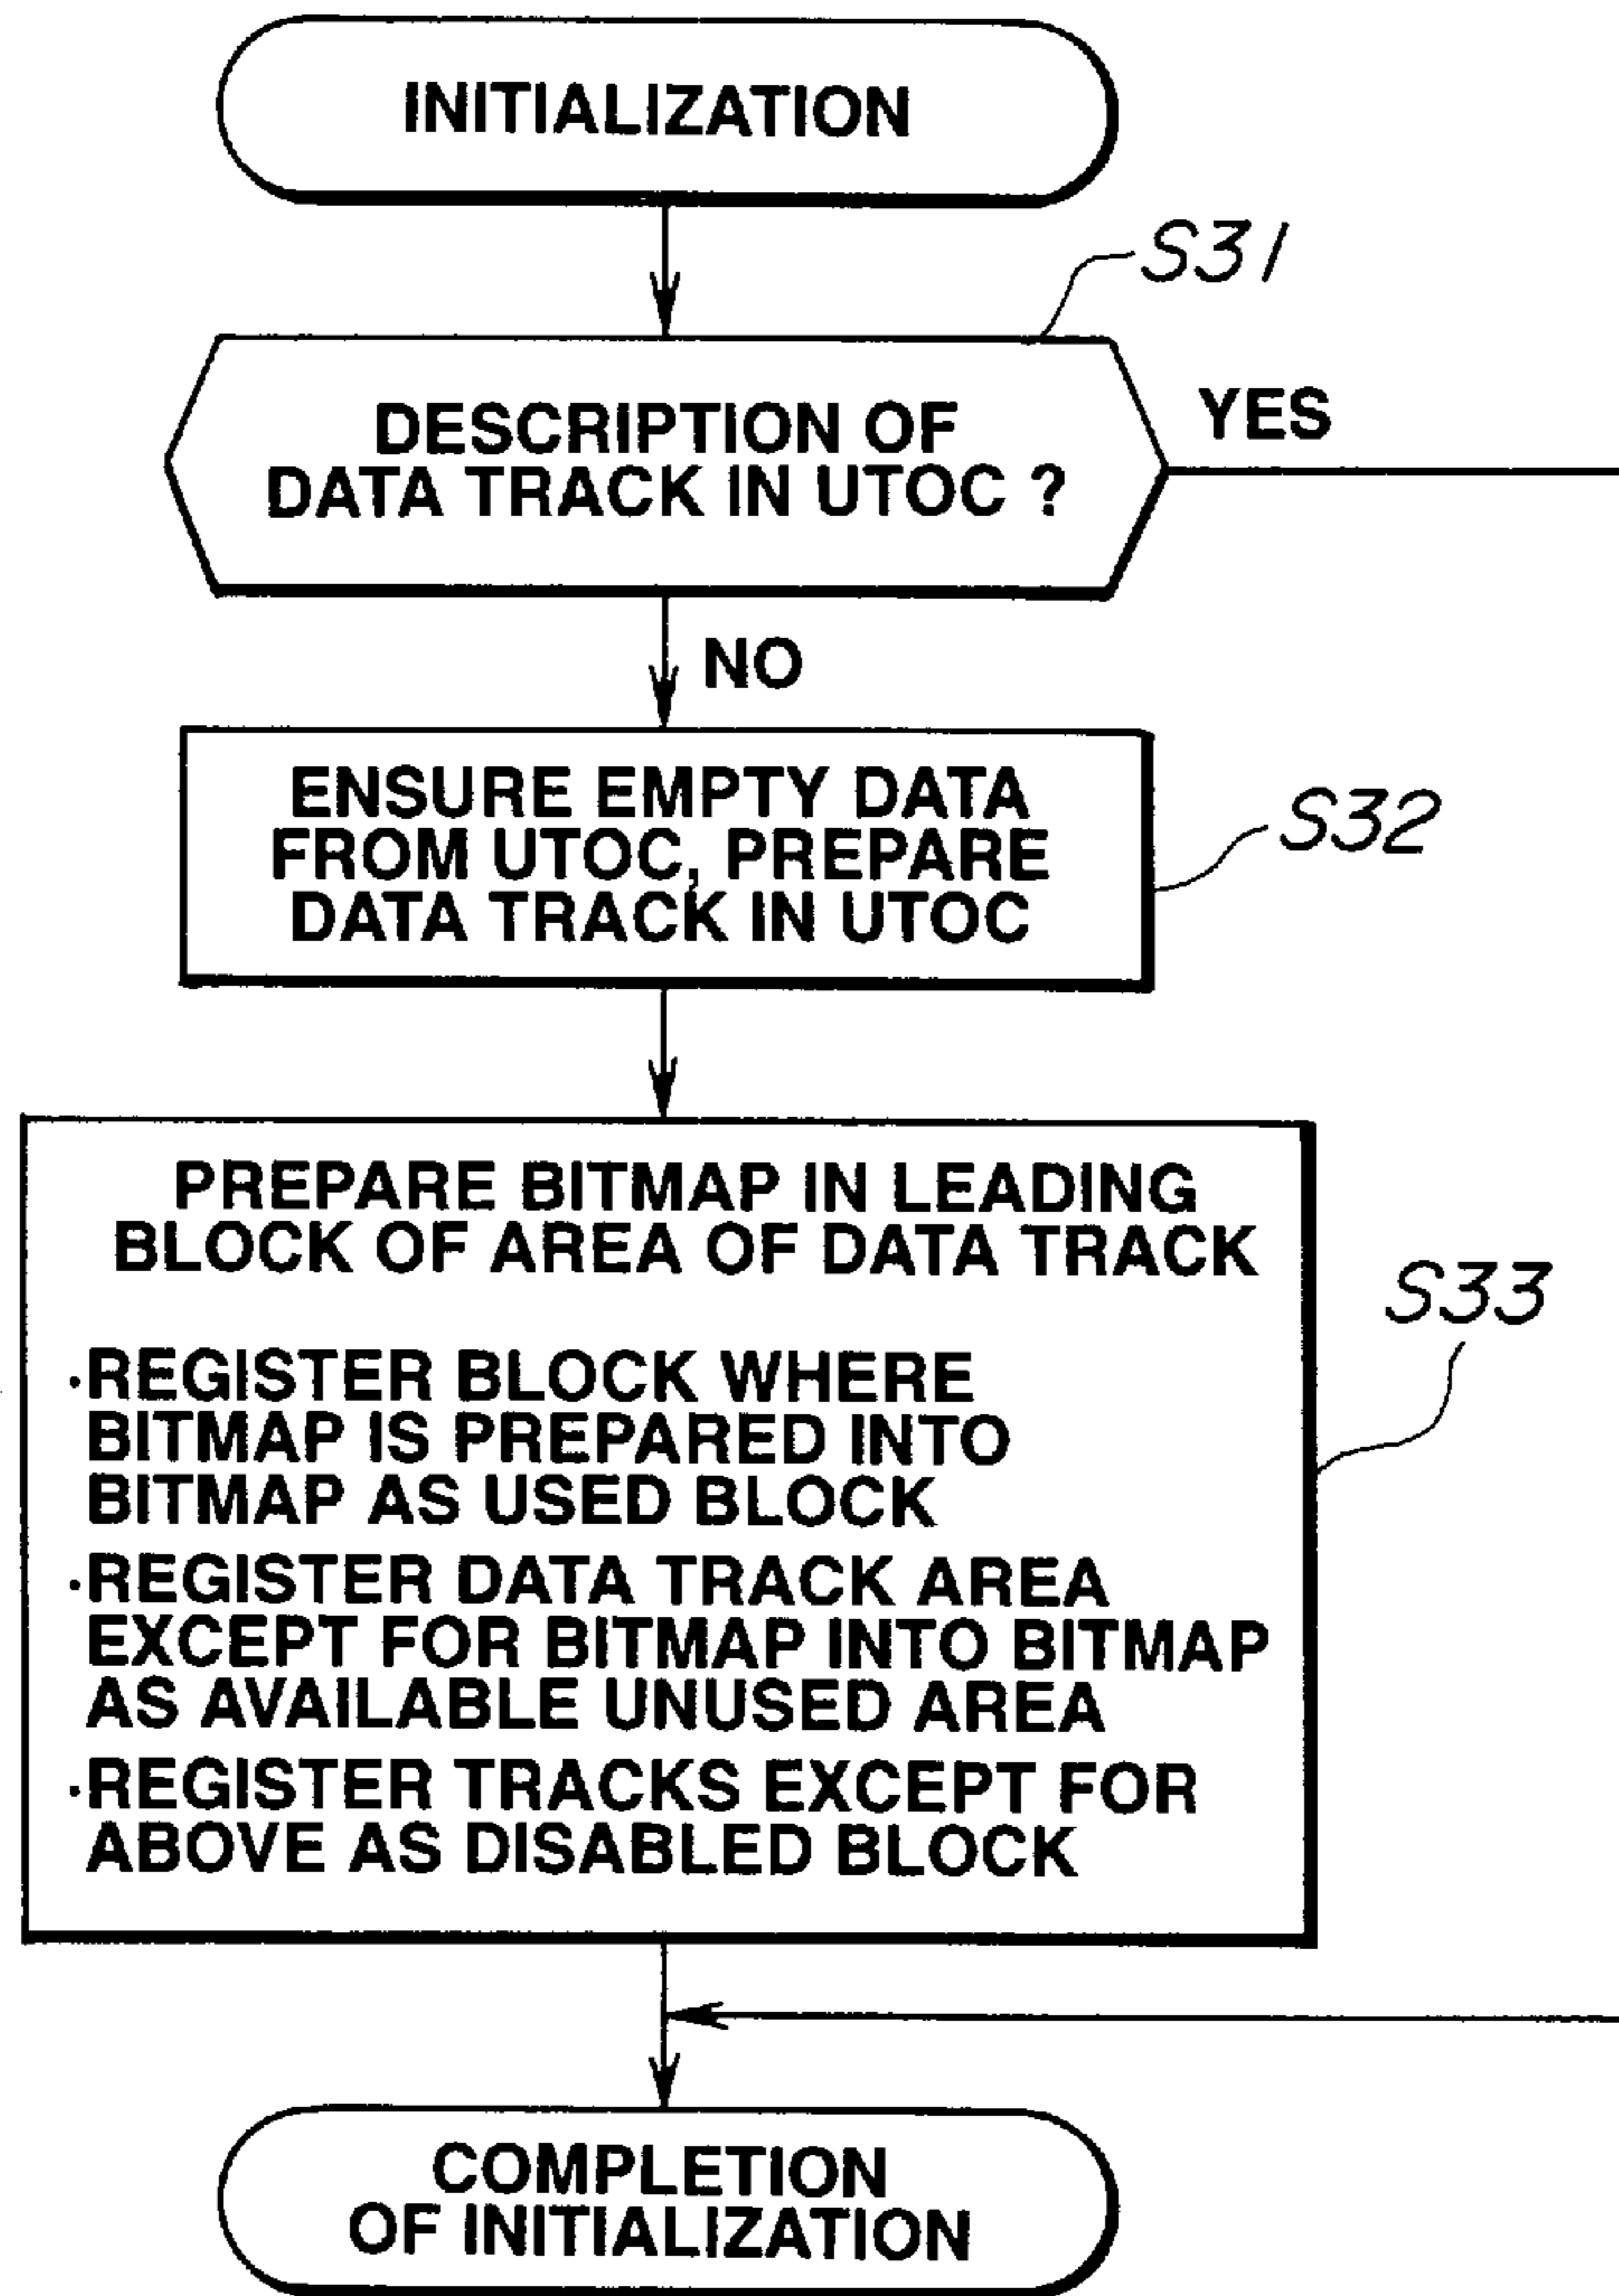 INITIALIZATION
S31
DESCRIPTION OF
DATA TRACK IN UTOC ?
YES
NO
ENSURE EMPTY DATA
FROM UTOC, PREPARE
DATA TRACK IN UTOC
S32
PREPARE BITMAP IN LEADING
BLOCK OF AREA OF DATA TRACK
S33
·REGISTER BLOCK WHERE
BITMAP IS PREPARED INTO
BITMAP AS USED BLOCK
·REGISTER DATA TRACK AREA
EXCEPT FOR BITMAP INTO BITMAP
AS AVAILABLE UNUSED AREA
·REGISTER TRACKS EXCEPT FOR
ABOVE AS DISABLED BLOCK
COMPLETION
OF INITIALIZATION